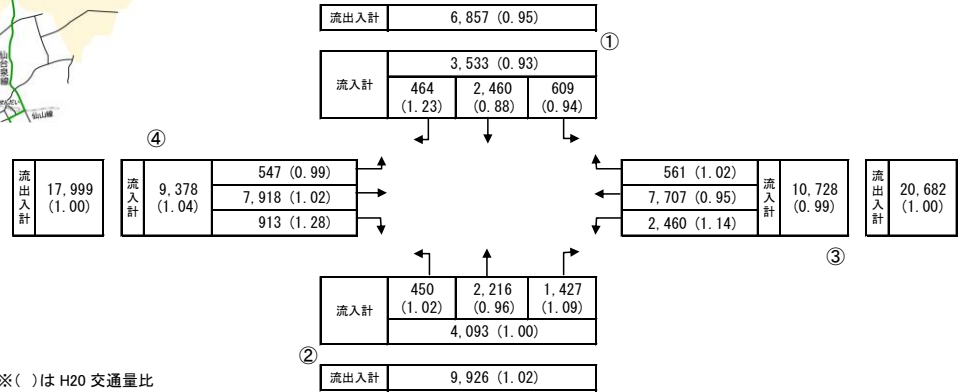 流出入計 6,857 (0.95)
①
流入計 3,533 (0.93)
464 2,460 609
(1.23) (0.88) (0.94)
仙山線
④
流出入計 17,999 (1.00)
流入計 9,378 (1.04)
547 (0.99)
7,918 (1.02)
913 (1.28)
561 (1.02)
7,707 (0.95)
2,460 (1.14)
流入計 10,728 (0.99)
流出入計 20,682 (1.00)
③
流入計 450 2,216 1,427
(1.02) (0.96) (1.09)
4,093 (1.00)
②
流出入計 9,926 (1.02)
※( )は H20 交通量比